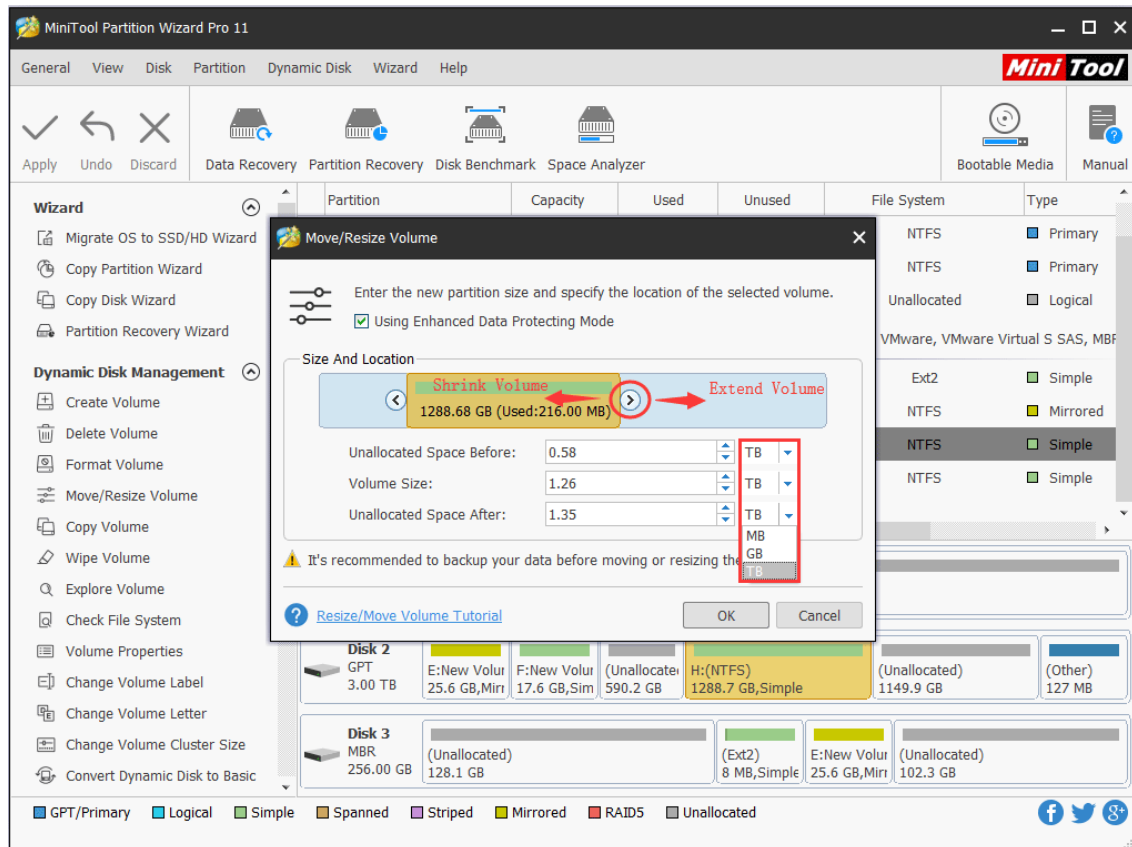 MiniTool Partition Wizard Pro 11
General View Disk Partition Dynamic Disk Wizard Help
Mini Tool
Apply Undo Discard Data Recovery Partition Recovery Disk Benchmark Space Analyzer Bootable Media Manual
Wizard
Migrate OS to SSD/HD Wizard
Copy Partition Wizard
Copy Disk Wizard
Partition Recovery Wizard
Dynamic Disk Management
Create Volume
Delete Volume
Format Volume
Move/Resize Volume
Copy Volume
Wipe Volume
Explore Volume
Check File System
Volume Properties
Change Volume Label
Change Volume Letter
Change Volume Cluster Size
Convert Dynamic Disk to Basic
Partition Capacity Used Unused File System Type
NTFS Primary
NTFS Primary
Unallocated Logical
VMware, VMware Virtual S SAS, MBR
Ext2 Simple
NTFS Mirrored
NTFS Simple
NTFS Simple
Move/Resize Volume
Enter the new partition size and specify the location of the selected volume.
Using Enhanced Data Protecting Mode
Size And Location
Shrink Volume Extend Volume
1288.68 GB (Used:216.00 MB)
Unallocated Space Before: 0.58 TB
Volume Size: 1.26 TB
Unallocated Space After: 1.35 TB
MB
GB
TB
It's recommended to backup your data before moving or resizing the
Resize/Move Volume Tutorial OK Cancel
Disk 2
GPT
3.00 TB
E:New Volur
25.6 GB,Mirr
F:New Volur
17.6 GB,Sim
(Unallocate
590.2 GB
H:(NTFS)
1288.7 GB,Simple
(Unallocated)
1149.9 GB
(Other)
127 MB
Disk 3
MBR
256.00 GB
(Unallocated)
128.1 GB
(Ext2)
8 MB,Simple
E:New Volur
25.6 GB,Mirr
(Unallocated)
102.3 GB
GPT/Primary Logical Simple Spanned Striped Mirrored RAID5 Unallocated